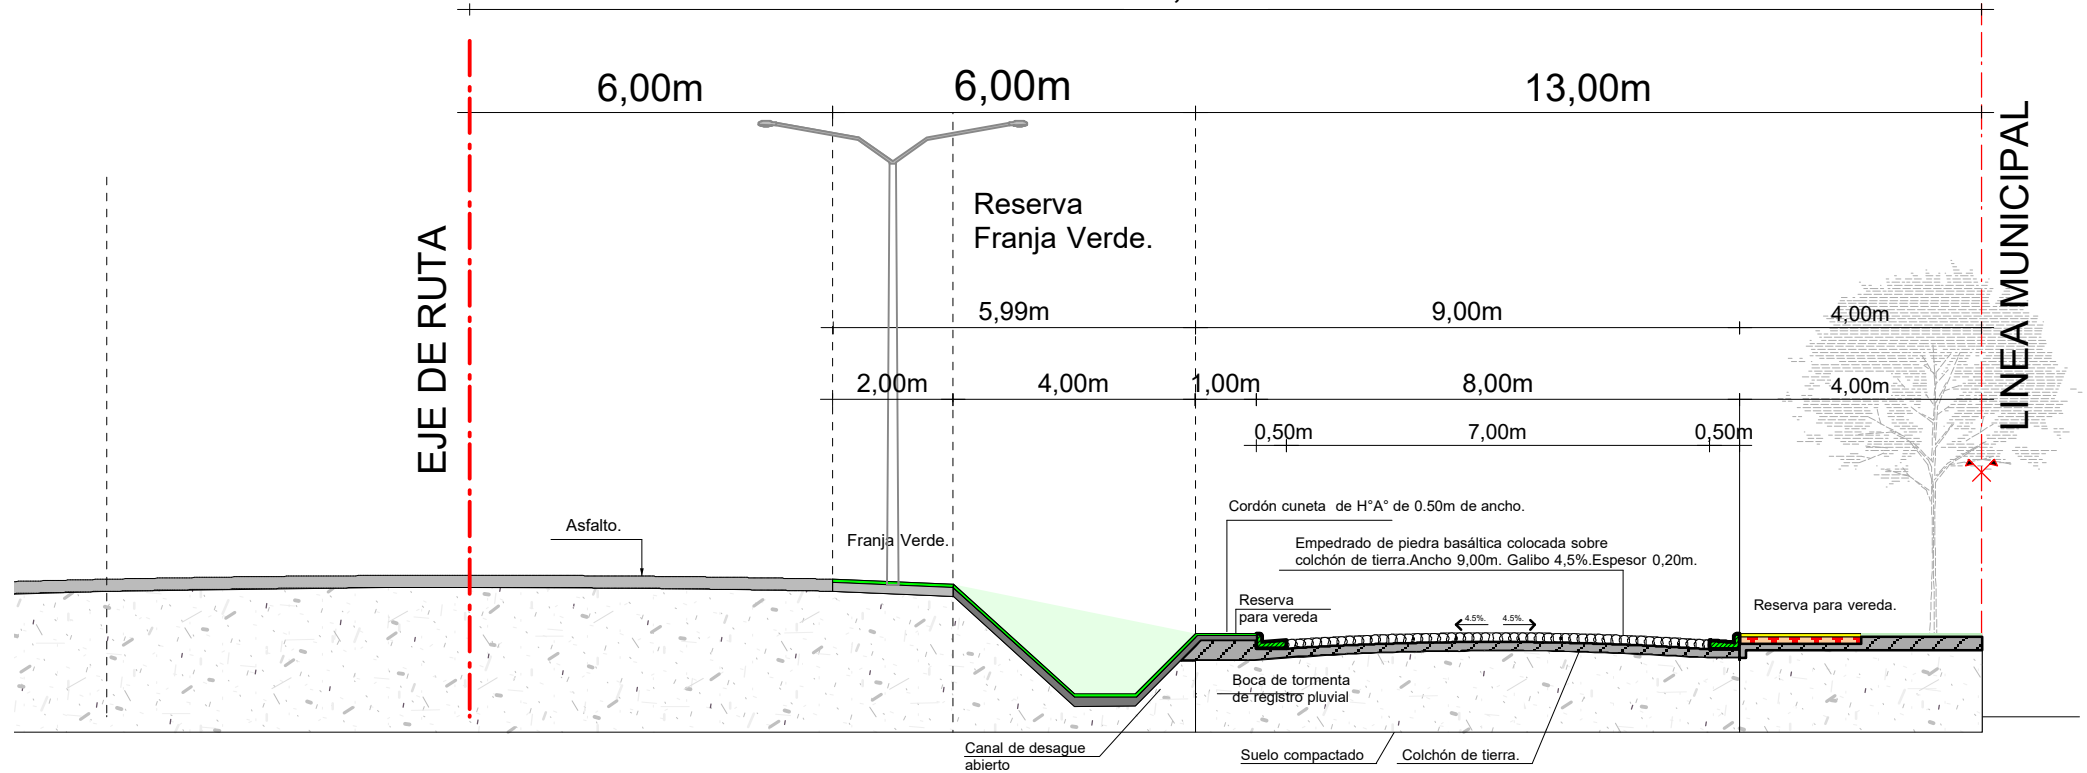 6,00m
6,00m
13,00m
EJE DE RUTA
Reserva
Franja Verde.
LINEA MUNICIPAL
5,99m
9,00m
4,00m
2,00m
4,00m
1,00m
8,00m
4,00m
0,50m
7,00m
0,50m
Asfalto.
Franja Verde.
Cordón cuneta de H°A° de 0.50m de ancho.
Empedrado de piedra basáltica colocada sobre
colchón de tierra.Ancho 9,00m. Galibo 4,5%.Espesor 0,20m.
Reserva
para vereda
4.5%.
4.5%.
Reserva para vereda.
Boca de tormenta
de registro pluvial
Canal de desague
abierto
Suelo compactado
Colchón de tierra.